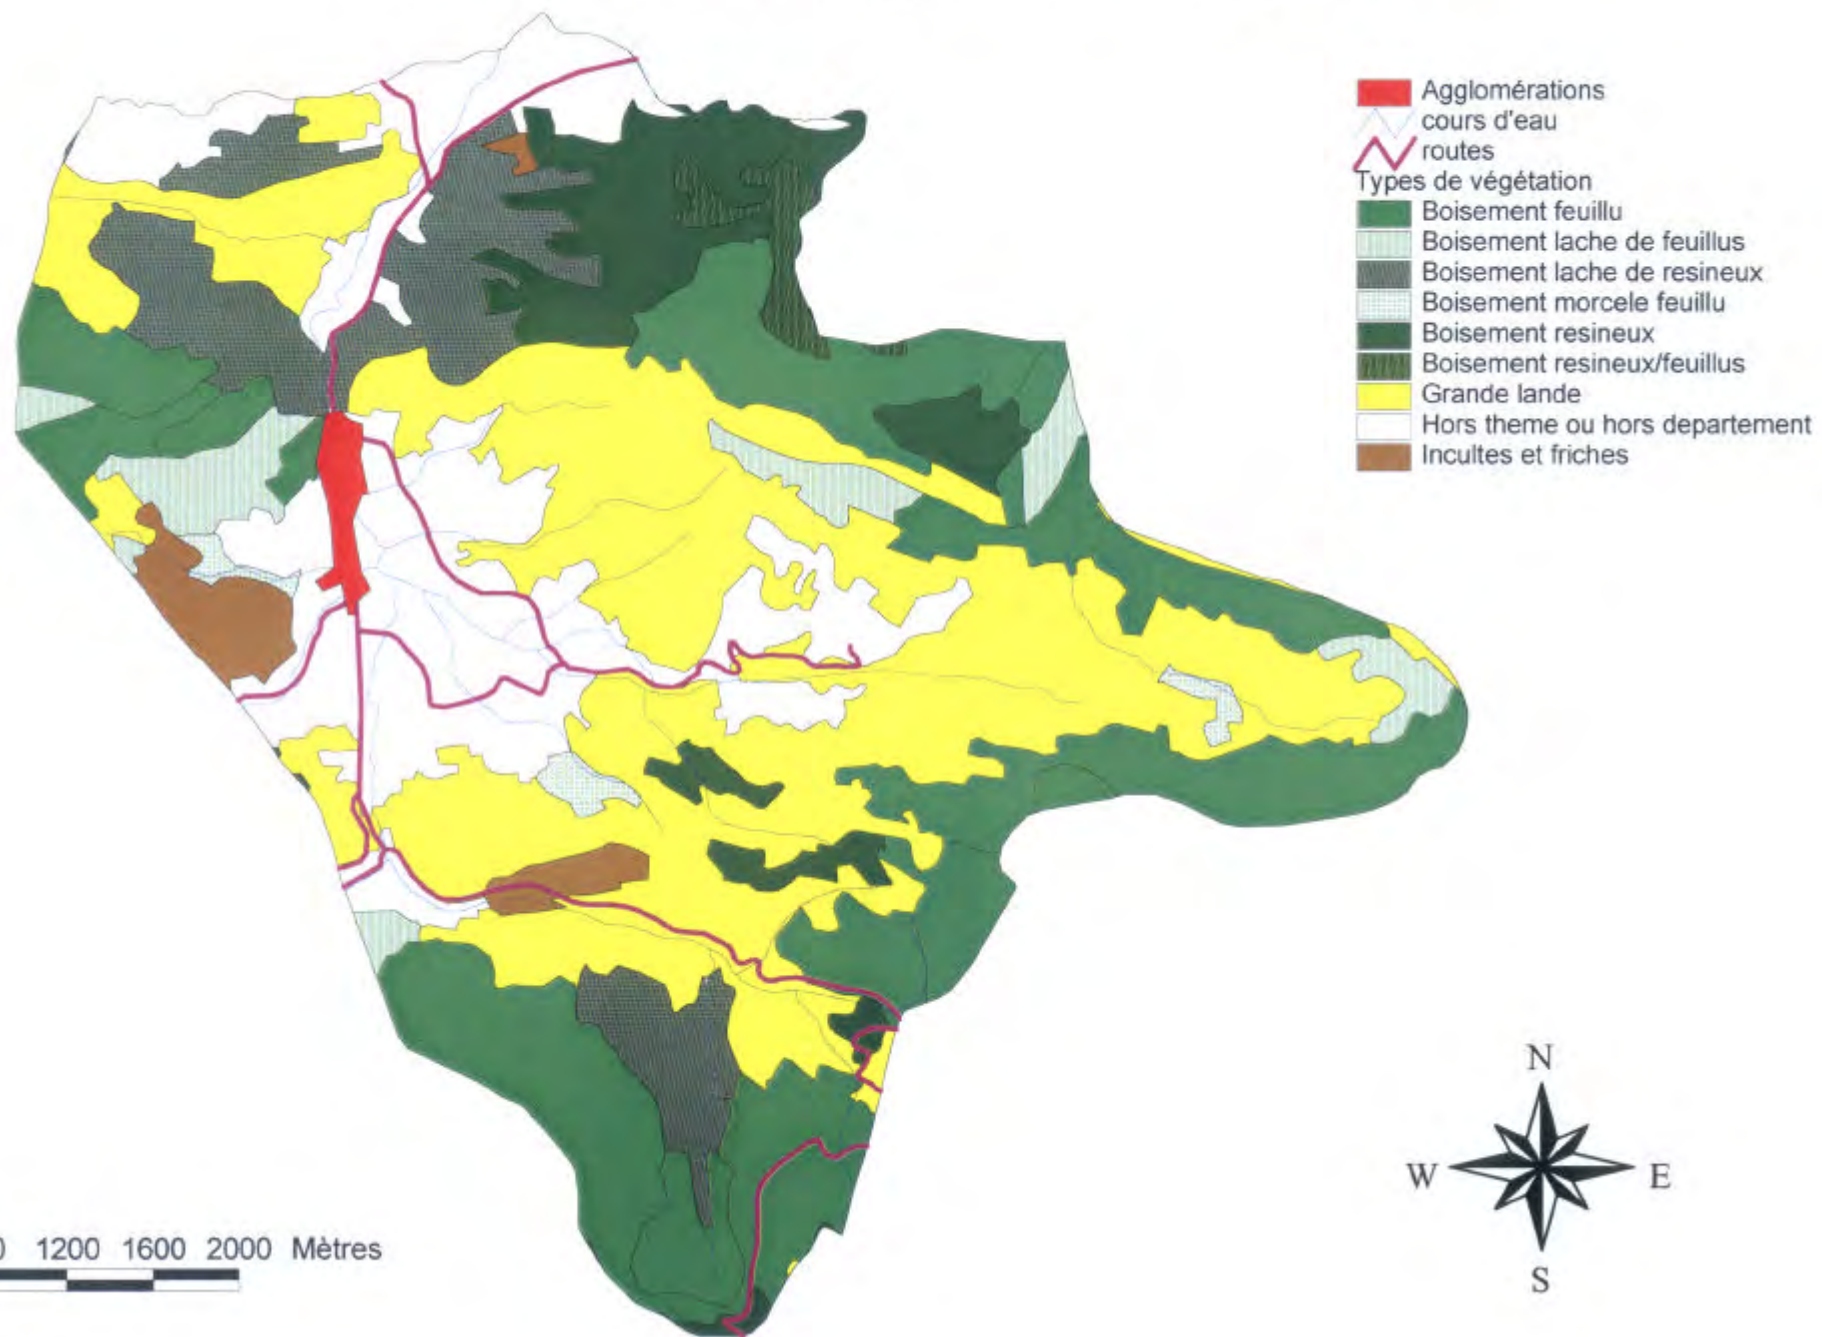 Agglomérations
cours d'eau
routes
Types de végétation
Boisement feuillu
Boisement lache de feuillus
Boisement lache de resineux
Boisement morcele feuillu
Boisement resineux
Boisement resineux/feuillus
Grande lande
Hors theme ou hors departement
Incultes et friches
N
W E
S
0 1200 1600 2000 Mètres